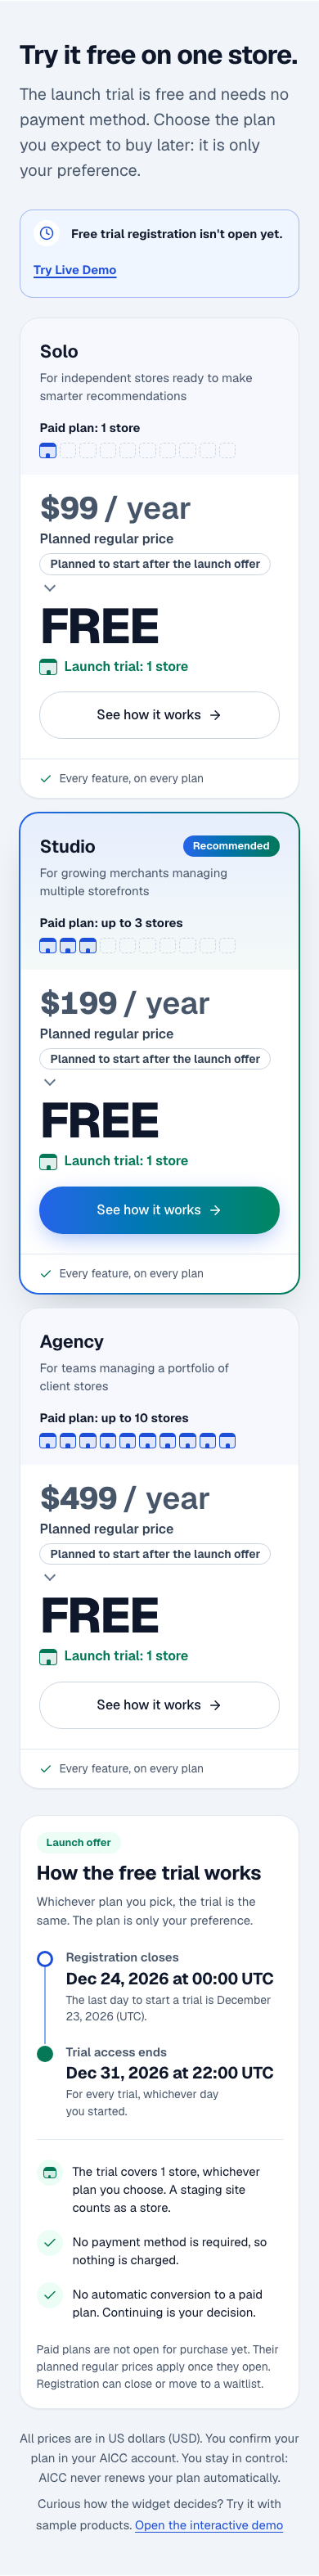 Try it free on one store.
The launch trial is free and needs no
payment method. Choose the plan
you expect to buy later: it is only
your preference.
Free trial registration isn't open yet.
Try Live Demo
Solo
For independent stores ready to make
smarter recommendations
Paid plan: 1 store
$99 / year
Planned regular price
Planned to start after the launch offer
FREE
Launch trial: 1 store
See how it works →
Every feature, on every plan
Studio
Recommended
For growing merchants managing
multiple storefronts
Paid plan: up to 3 stores
$199 / year
Planned regular price
Planned to start after the launch offer
FREE
Launch trial: 1 store
See how it works →
Every feature, on every plan
Agency
For teams managing a portfolio of
client stores
Paid plan: up to 10 stores
$499 / year
Planned regular price
Planned to start after the launch offer
FREE
Launch trial: 1 store
See how it works →
Every feature, on every plan
Launch offer
How the free trial works
Whichever plan you pick, the trial is the
same. The plan is only your preference.
Registration closes
Dec 24, 2026 at 00:00 UTC
The last day to start a trial is December
23, 2026 (UTC).
Trial access ends
Dec 31, 2026 at 22:00 UTC
For every trial, whichever day
you started.
The trial covers 1 store, whichever
plan you choose. A staging site
counts as a store.
No payment method is required, so
nothing is charged.
No automatic conversion to a paid
plan. Continuing is your decision.
Paid plans are not open for purchase yet. Their
planned regular prices apply once they open.
Registration can close or move to a waitlist.
All prices are in US dollars (USD). You confirm your
plan in your AICC account. You stay in control:
AICC never renews your plan automatically.
Curious how the widget decides? Try it with
sample products. Open the interactive demo